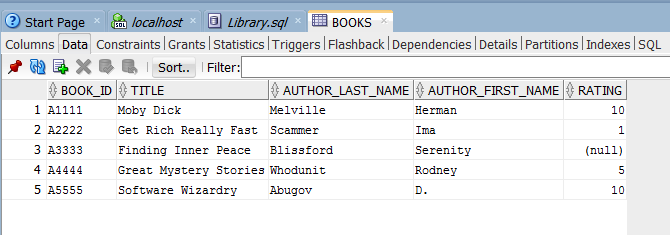 Start Page localhost Library.sql BOOKS
Columns Data Constraints Grants Statistics Triggers Flashback Dependencies Details Partitions Indexes SQL
Sort.. Filter:
BOOK_ID TITLE AUTHOR_LAST_NAME AUTHOR_FIRST_NAME RATING
1 A1111 Moby Dick Melville Herman 10
2 A2222 Get Rich Really Fast Scammer Ima 1
3 A3333 Finding Inner Peace Blissford Serenity (null)
4 A4444 Great Mystery Stories Whodunit Rodney 5
5 A5555 Software Wizardry Abugov D. 10